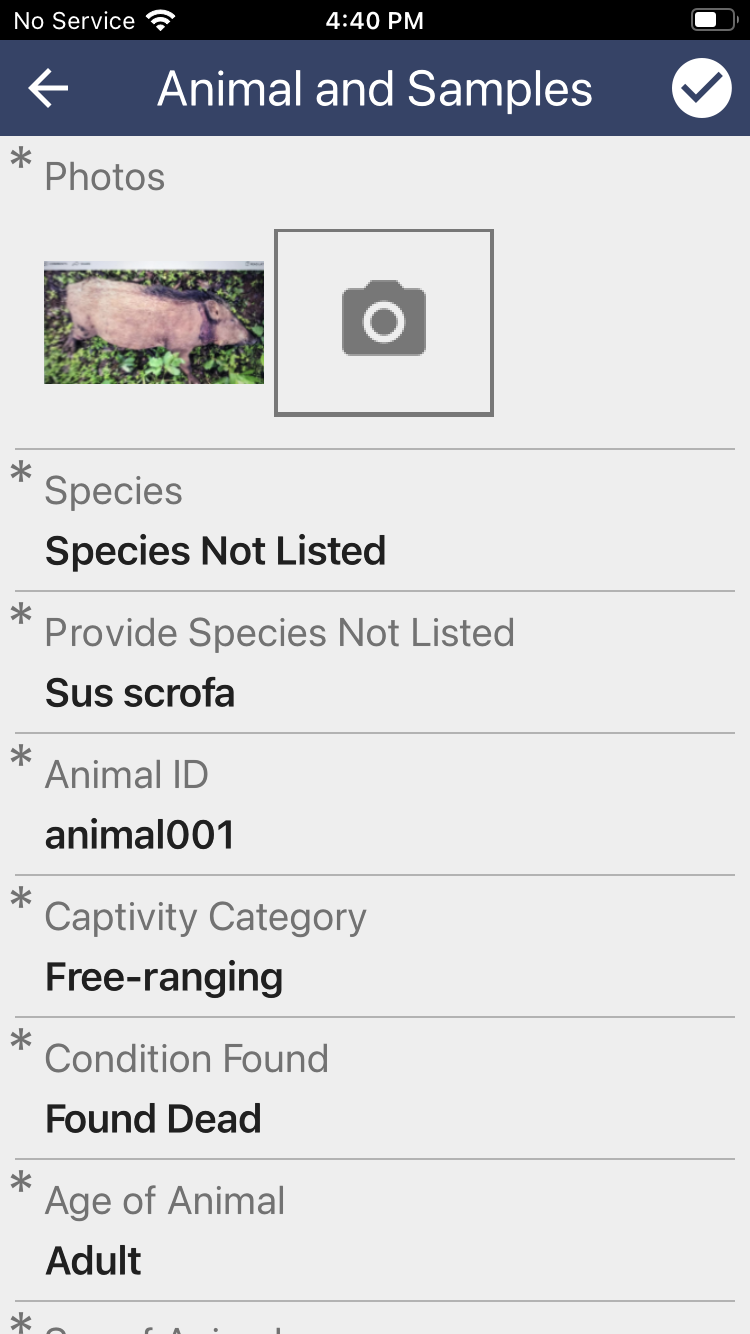 No Service 4:40 PM
Animal and Samples
* Photos
* Species
Species Not Listed
* Provide Species Not Listed
Sus scrofa
* Animal ID
animal001
* Captivity Category
Free-ranging
* Condition Found
Found Dead
* Age of Animal
Adult
*